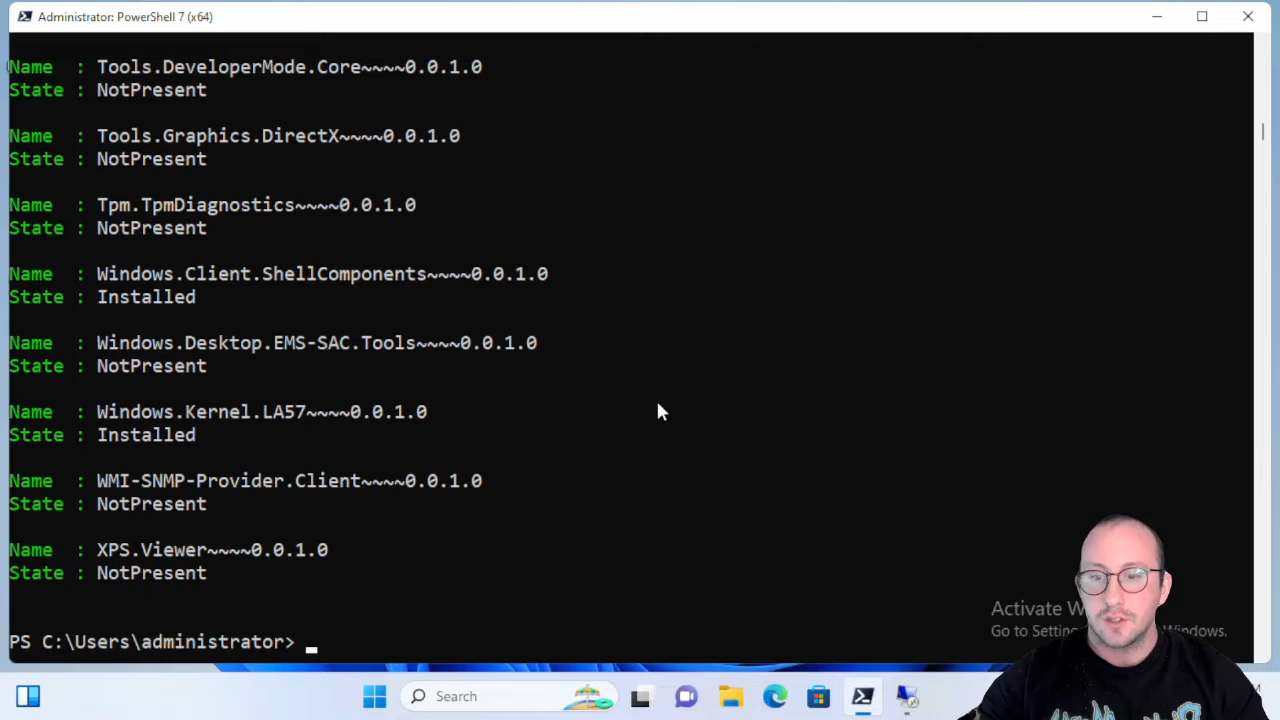 Administrator: PowerShell 7 (x64)
Name : Tools.DeveloperMode.Core~~~~0.0.1.0
State : NotPresent
Name : Tools.Graphics.DirectX~~~~0.0.1.0
State : NotPresent
Name : Tpm.TpmDiagnostics~~~~0.0.1.0
State : NotPresent
Name : Windows.Client.ShellComponents~~~~0.0.1.0
State : Installed
Name : Windows.Desktop.EMS-SAC.Tools~~~~0.0.1.0
State : NotPresent
Name : Windows.Kernel.LA57~~~~0.0.1.0
State : Installed
Name : WMI-SNMP-Provider.Client~~~~0.0.1.0
State : NotPresent
Name : XPS.Viewer~~~~0.0.1.0
State : NotPresent
Activate
Go to Windows.
PS C:\Users\administrator>
Search